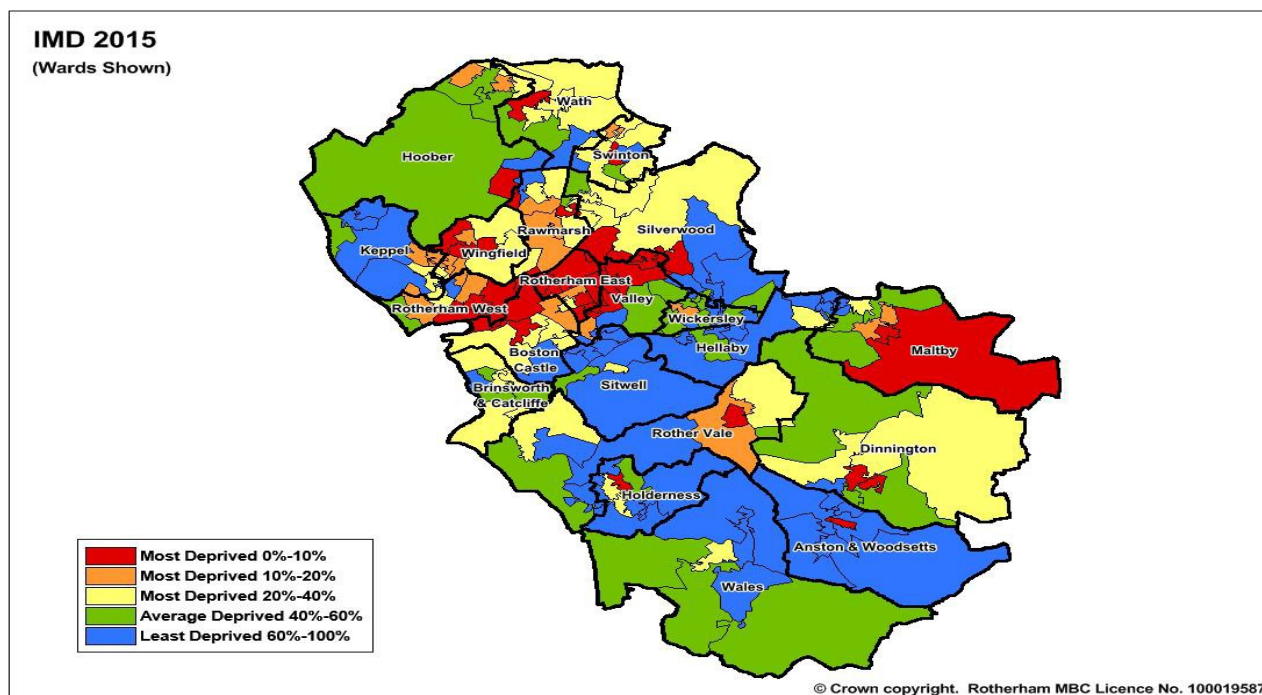 IMD 2015
(Wards Shown)
Wath
Hoober
Swinton
Rawmarsh
Silverwood
Keppel
Wingfield
Rotherham East
Rotherham West
Valley
Wickersley
Hellaby
Maltby
Boston
Castle
Sitwell
Brinsworth
& Catcliffe
Rother Vale
Dinnington
Holderness
Anston & Woodsetts
Wales
Most Deprived 0%-10%
Most Deprived 10%-20%
Most Deprived 20%-40%
Average Deprived 40%-60%
Least Deprived 60%-100%
© Crown copyright. Rotherham MBC Licence No. 100019587